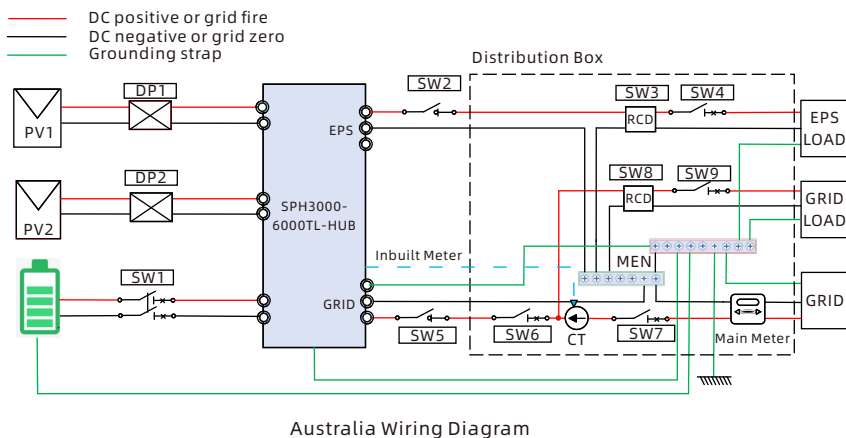 DC positive or grid fire
DC negative or grid zero
Grounding strap
Distribution Box
DP1
SW2
SW3
SW4
PV1
EPS
RCD
EPS
LOAD
DP2
SW8
SW9
PV2
SPH3000-
6000TL-HUB
RCD
GRID
LOAD
Inbuilt Meter
MEN
SW1
GRID
GRID
SW5
SW6
CT
SW7
Main Meter
Australia Wiring Diagram